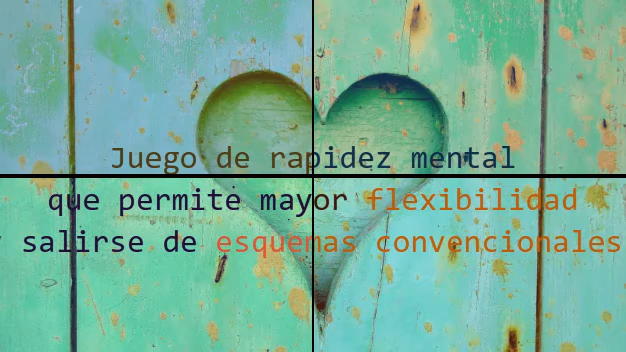 Juego de rapidez mental
que permite mayor flexibilidad
salirse de esquemas convencionales